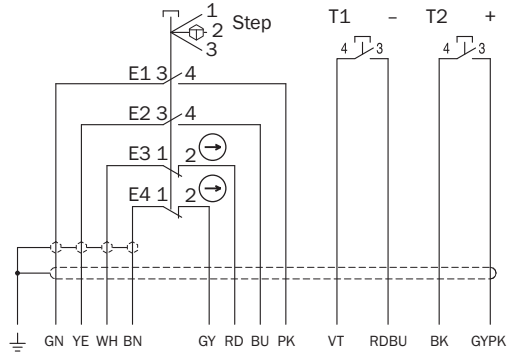 1
Step
2
3
T1 – T2 +
4 3 4 3
E1 3 4
E2 3 4
E3 1 2
E4 1 2
GN YE WH BN GY RD BU PK VT RDBU BK GYPK